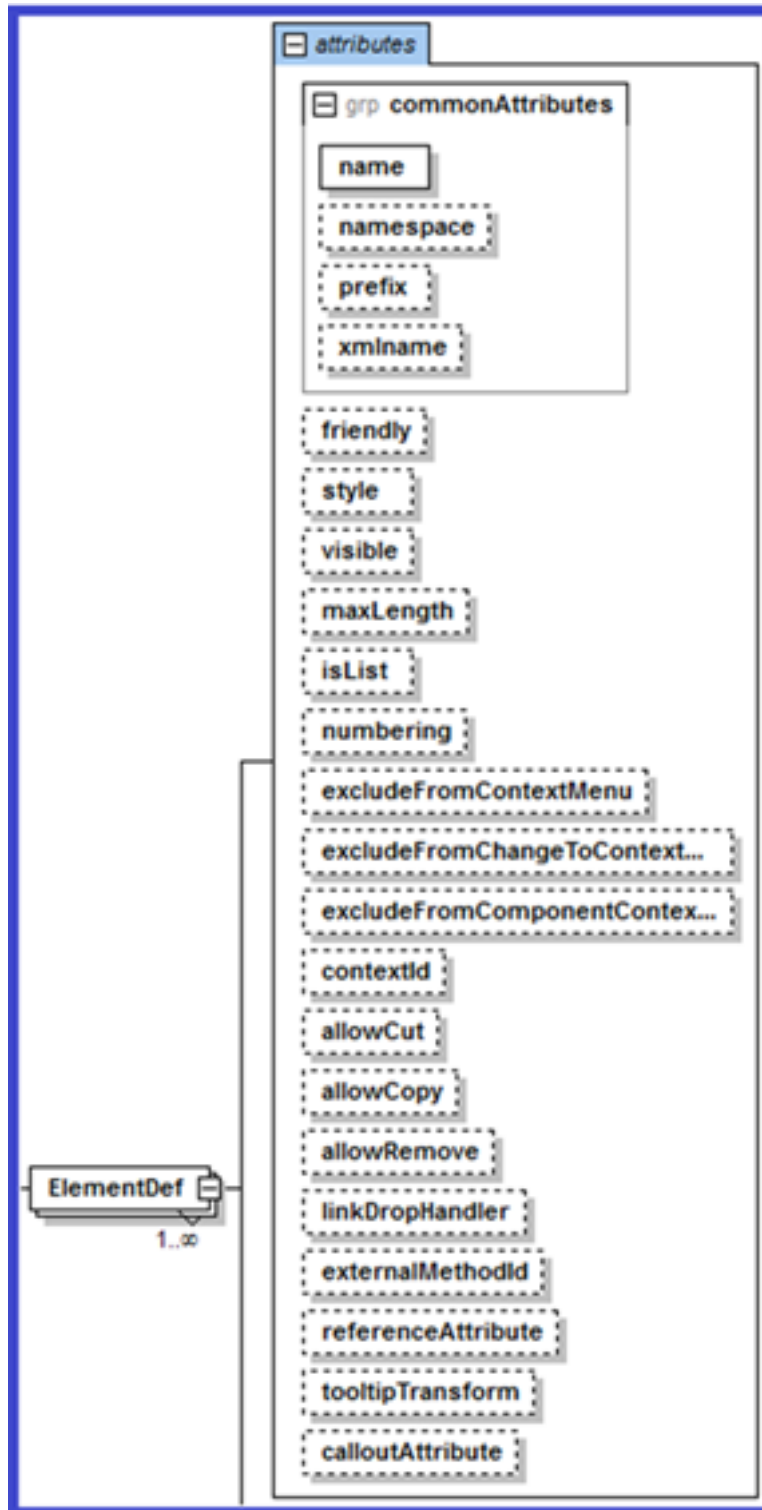 attributes
grp commonAttributes
name
namespace
prefix
xmlname
friendly
style
visible
maxLength
isList
numbering
excludeFromContextMenu
excludeFromChangeToContext...
excludeFromComponentContex...
contextId
allowCut
allowCopy
allowRemove
ElementDef
1..∞
linkDropHandler
externalMethodId
referenceAttribute
tooltipTransform
calloutAttribute